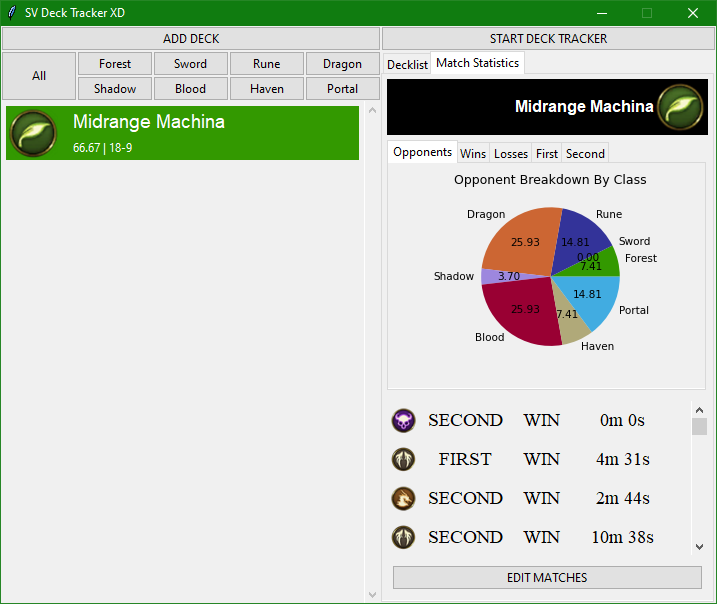 SV Deck Tracker XD
ADD DECK
START DECK TRACKER
All
Forest
Sword
Rune
Dragon
Shadow
Blood
Haven
Portal
Midrange Machina
66.67 | 18-9
Decklist
Match Statistics
Midrange Machina
Opponents
Wins
Losses
First
Second
Opponent Breakdown By Class
Dragon
Rune
Sword
Forest
Shadow
Portal
Blood
Haven
25.93
14.81
0.00
7.41
3.70
14.81
25.93
7.41
SECOND WIN 0m 0s
FIRST WIN 4m 31s
SECOND WIN 2m 44s
SECOND WIN 10m 38s
EDIT MATCHES